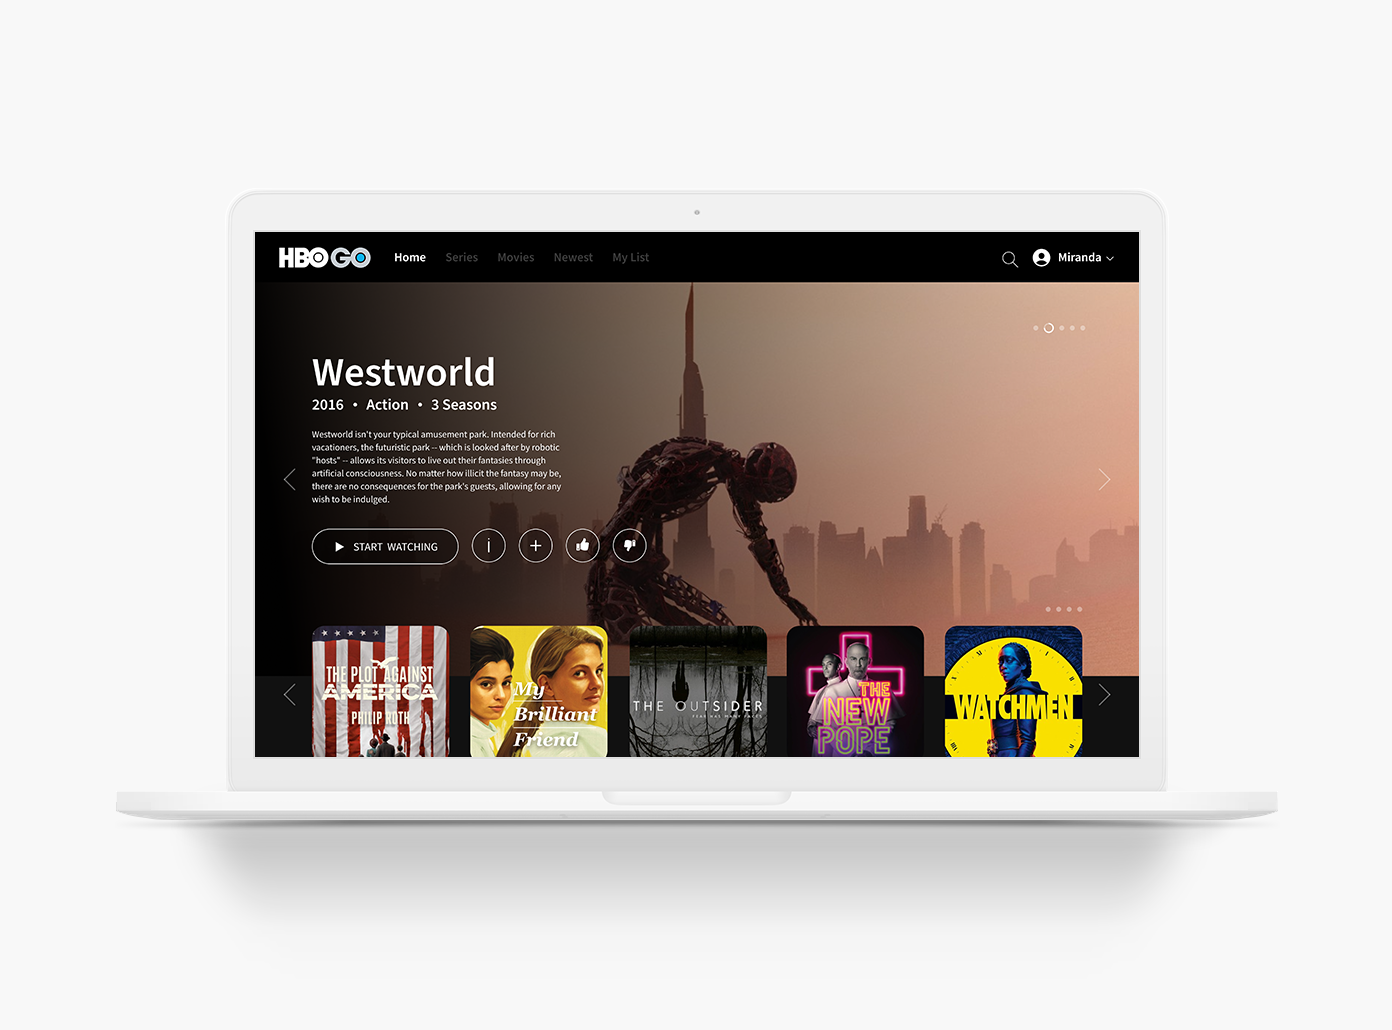 HBO GO Home Series Movies Newest My List Miranda
Westworld
2016 • Action • 3 Seasons
Westworld isn't your typical amusement park. Intended for rich
vacationers, the futuristic park -- which is looked after by robotic
"hosts" -- allows its visitors to live out their fantasies through
artificial consciousness. No matter how illicit the fantasy may be,
there are no consequences for the park's guests, allowing for any
wish to be indulged.
START WATCHING i +
THE PLOT AGAINST
AMERICA
PHILIP ROTH
My
Brilliant
Friend
THE OUTSIDER
FEAR HAS MANY FACES
THE
NEW
POPE
WATCHMEN